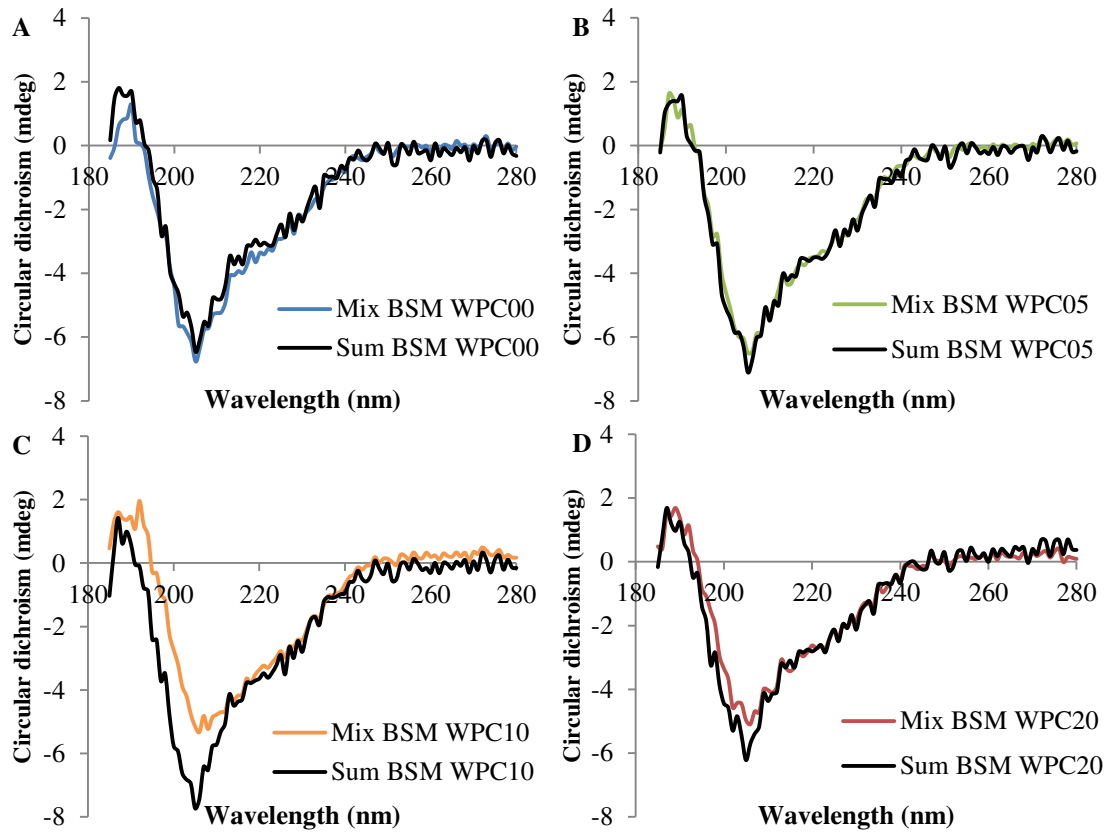 A
Circular dichroism (mdeg)
4
2
0
-2
-4
-6
-8
180 200 220 240 260 280
Mix BSM WPC00
Sum BSM WPC00
Wavelength (nm)
B
Circular dichroism (mdeg)
4
2
0
-2
-4
-6
-8
180 200 220 240 260 280
Mix BSM WPC05
Sum BSM WPC05
Wavelength (nm)
C
Circular dichroism (mdeg)
4
2
0
-2
-4
-6
-8
180 200 220 240 260 280
Mix BSM WPC10
Sum BSM WPC10
Wavelength (nm)
D
Circular dichroism (mdeg)
4
2
0
-2
-4
-6
-8
180 200 220 240 260 280
Mix BSM WPC20
Sum BSM WPC20
Wavelength (nm)